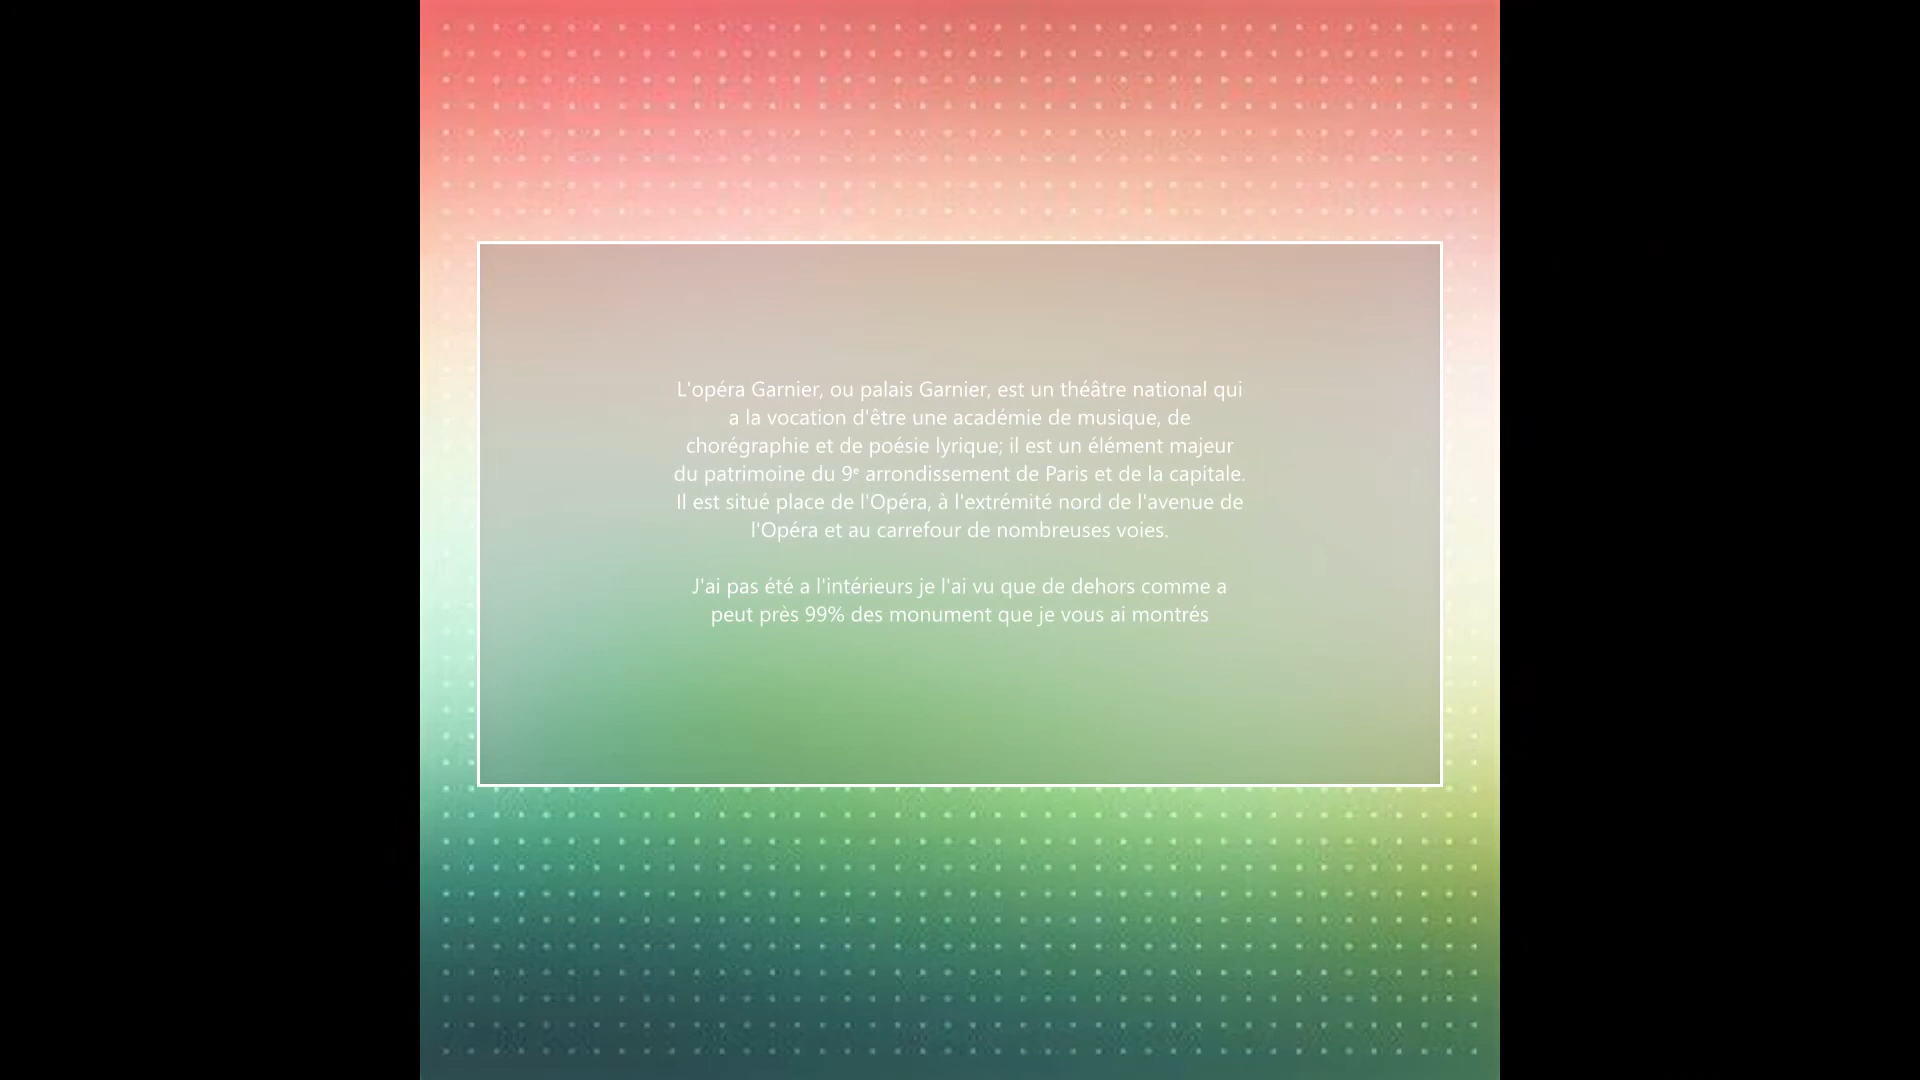 L'opéra Garnier, ou palais Garnier, est un théâtre national qui
a la vocation d'être une académie de musique, de
chorégraphie et de poésie lyrique; il est un élément majeur
du patrimoine du 9ᵉ arrondissement de Paris et de la capitale.
Il est situé place de l'Opéra, à l'extrémité nord de l'avenue de
l'Opéra et au carrefour de nombreuses voies.
J'ai pas été a l'intérieurs je l'ai vu que de dehors comme a
peut près 99% des monument que je vous ai montrés